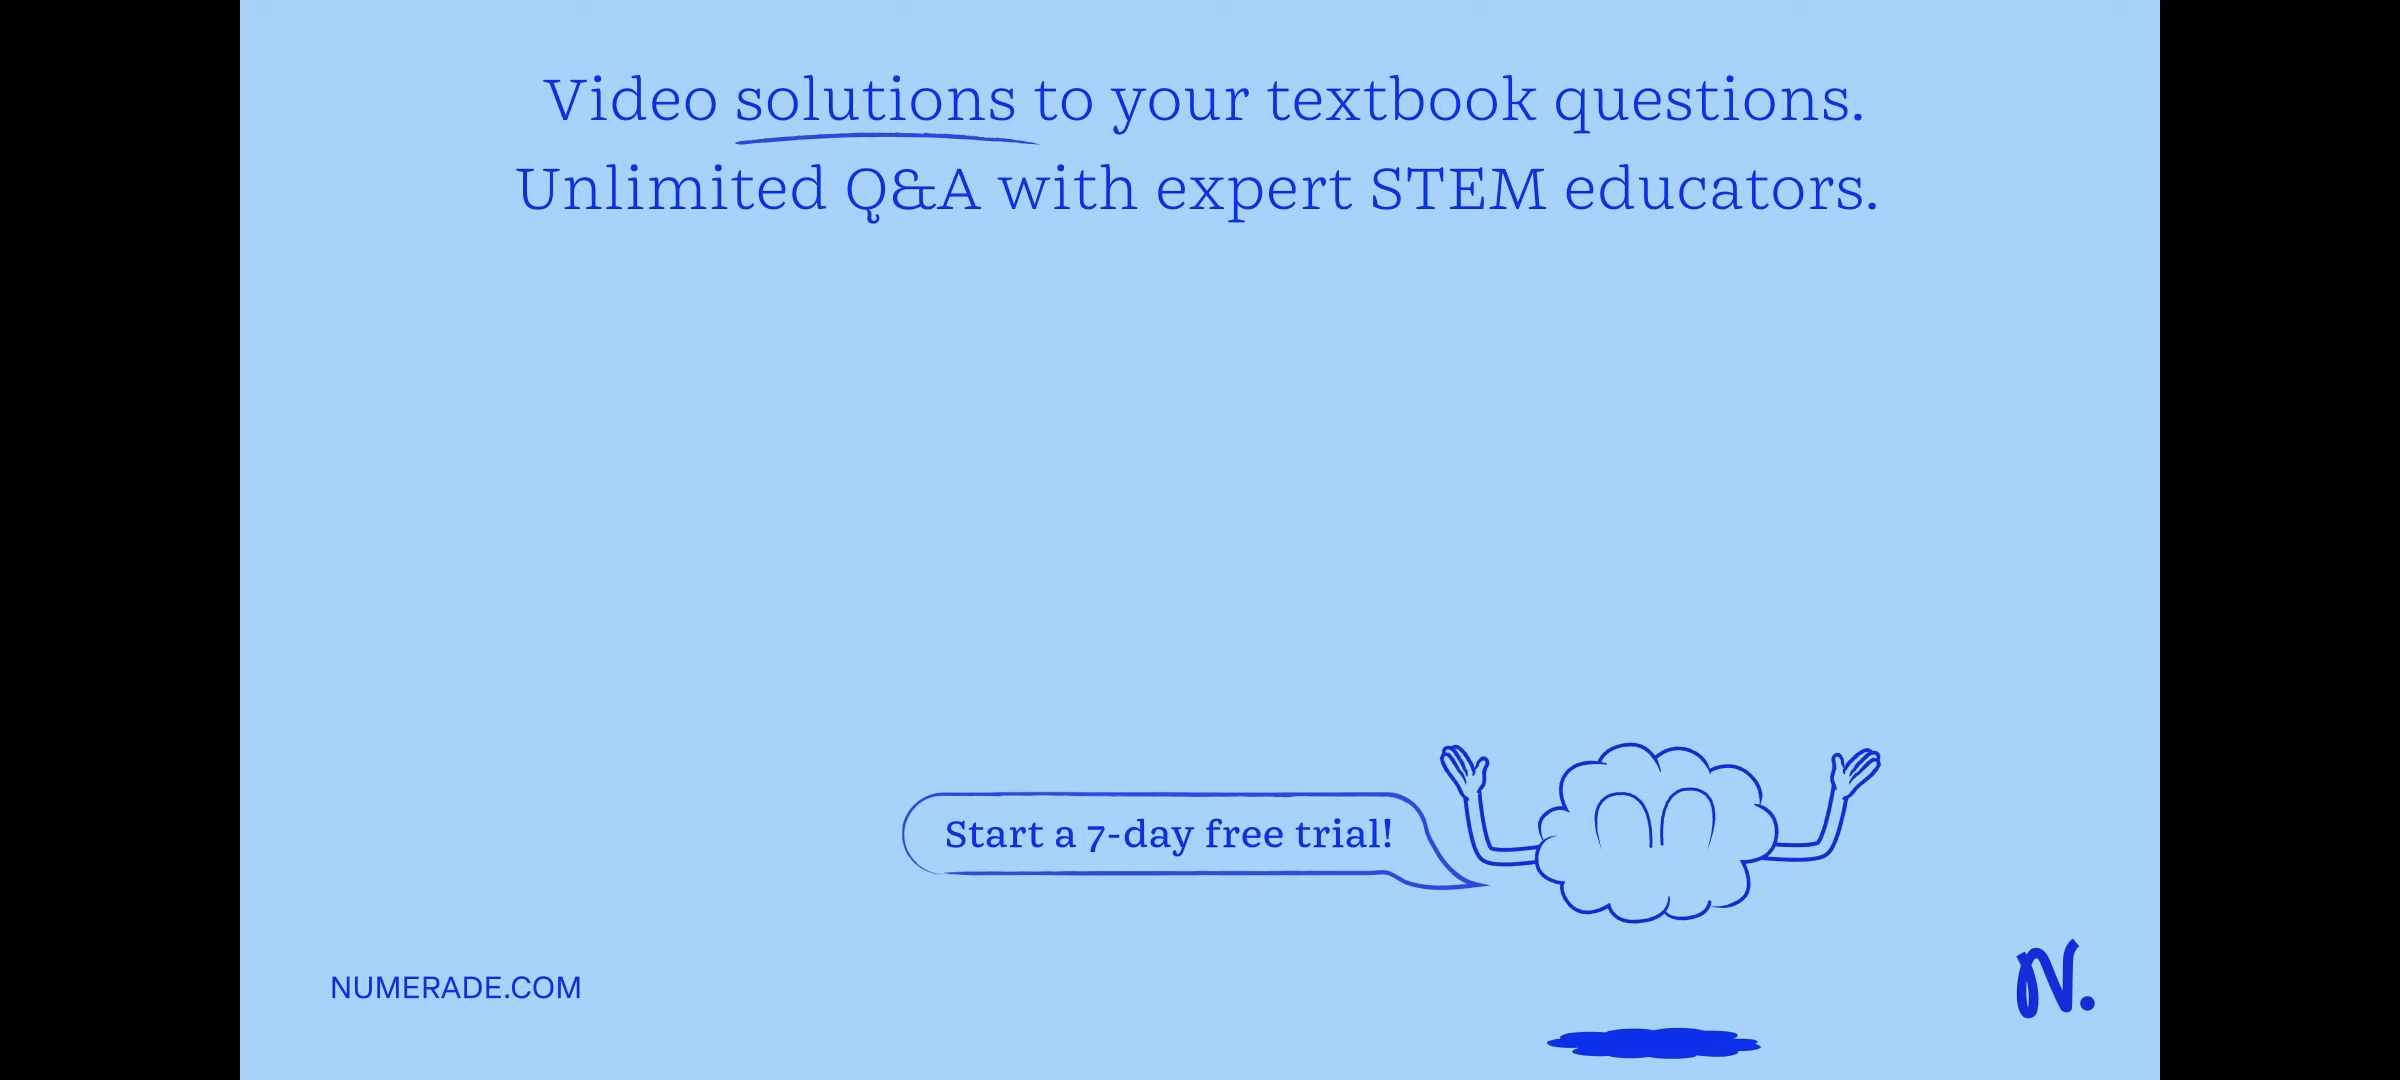 Video solutions to your textbook questions.
Unlimited Q&A with expert STEM educators.
Start a 7-day free trial!
NUMERADE.COM
N.